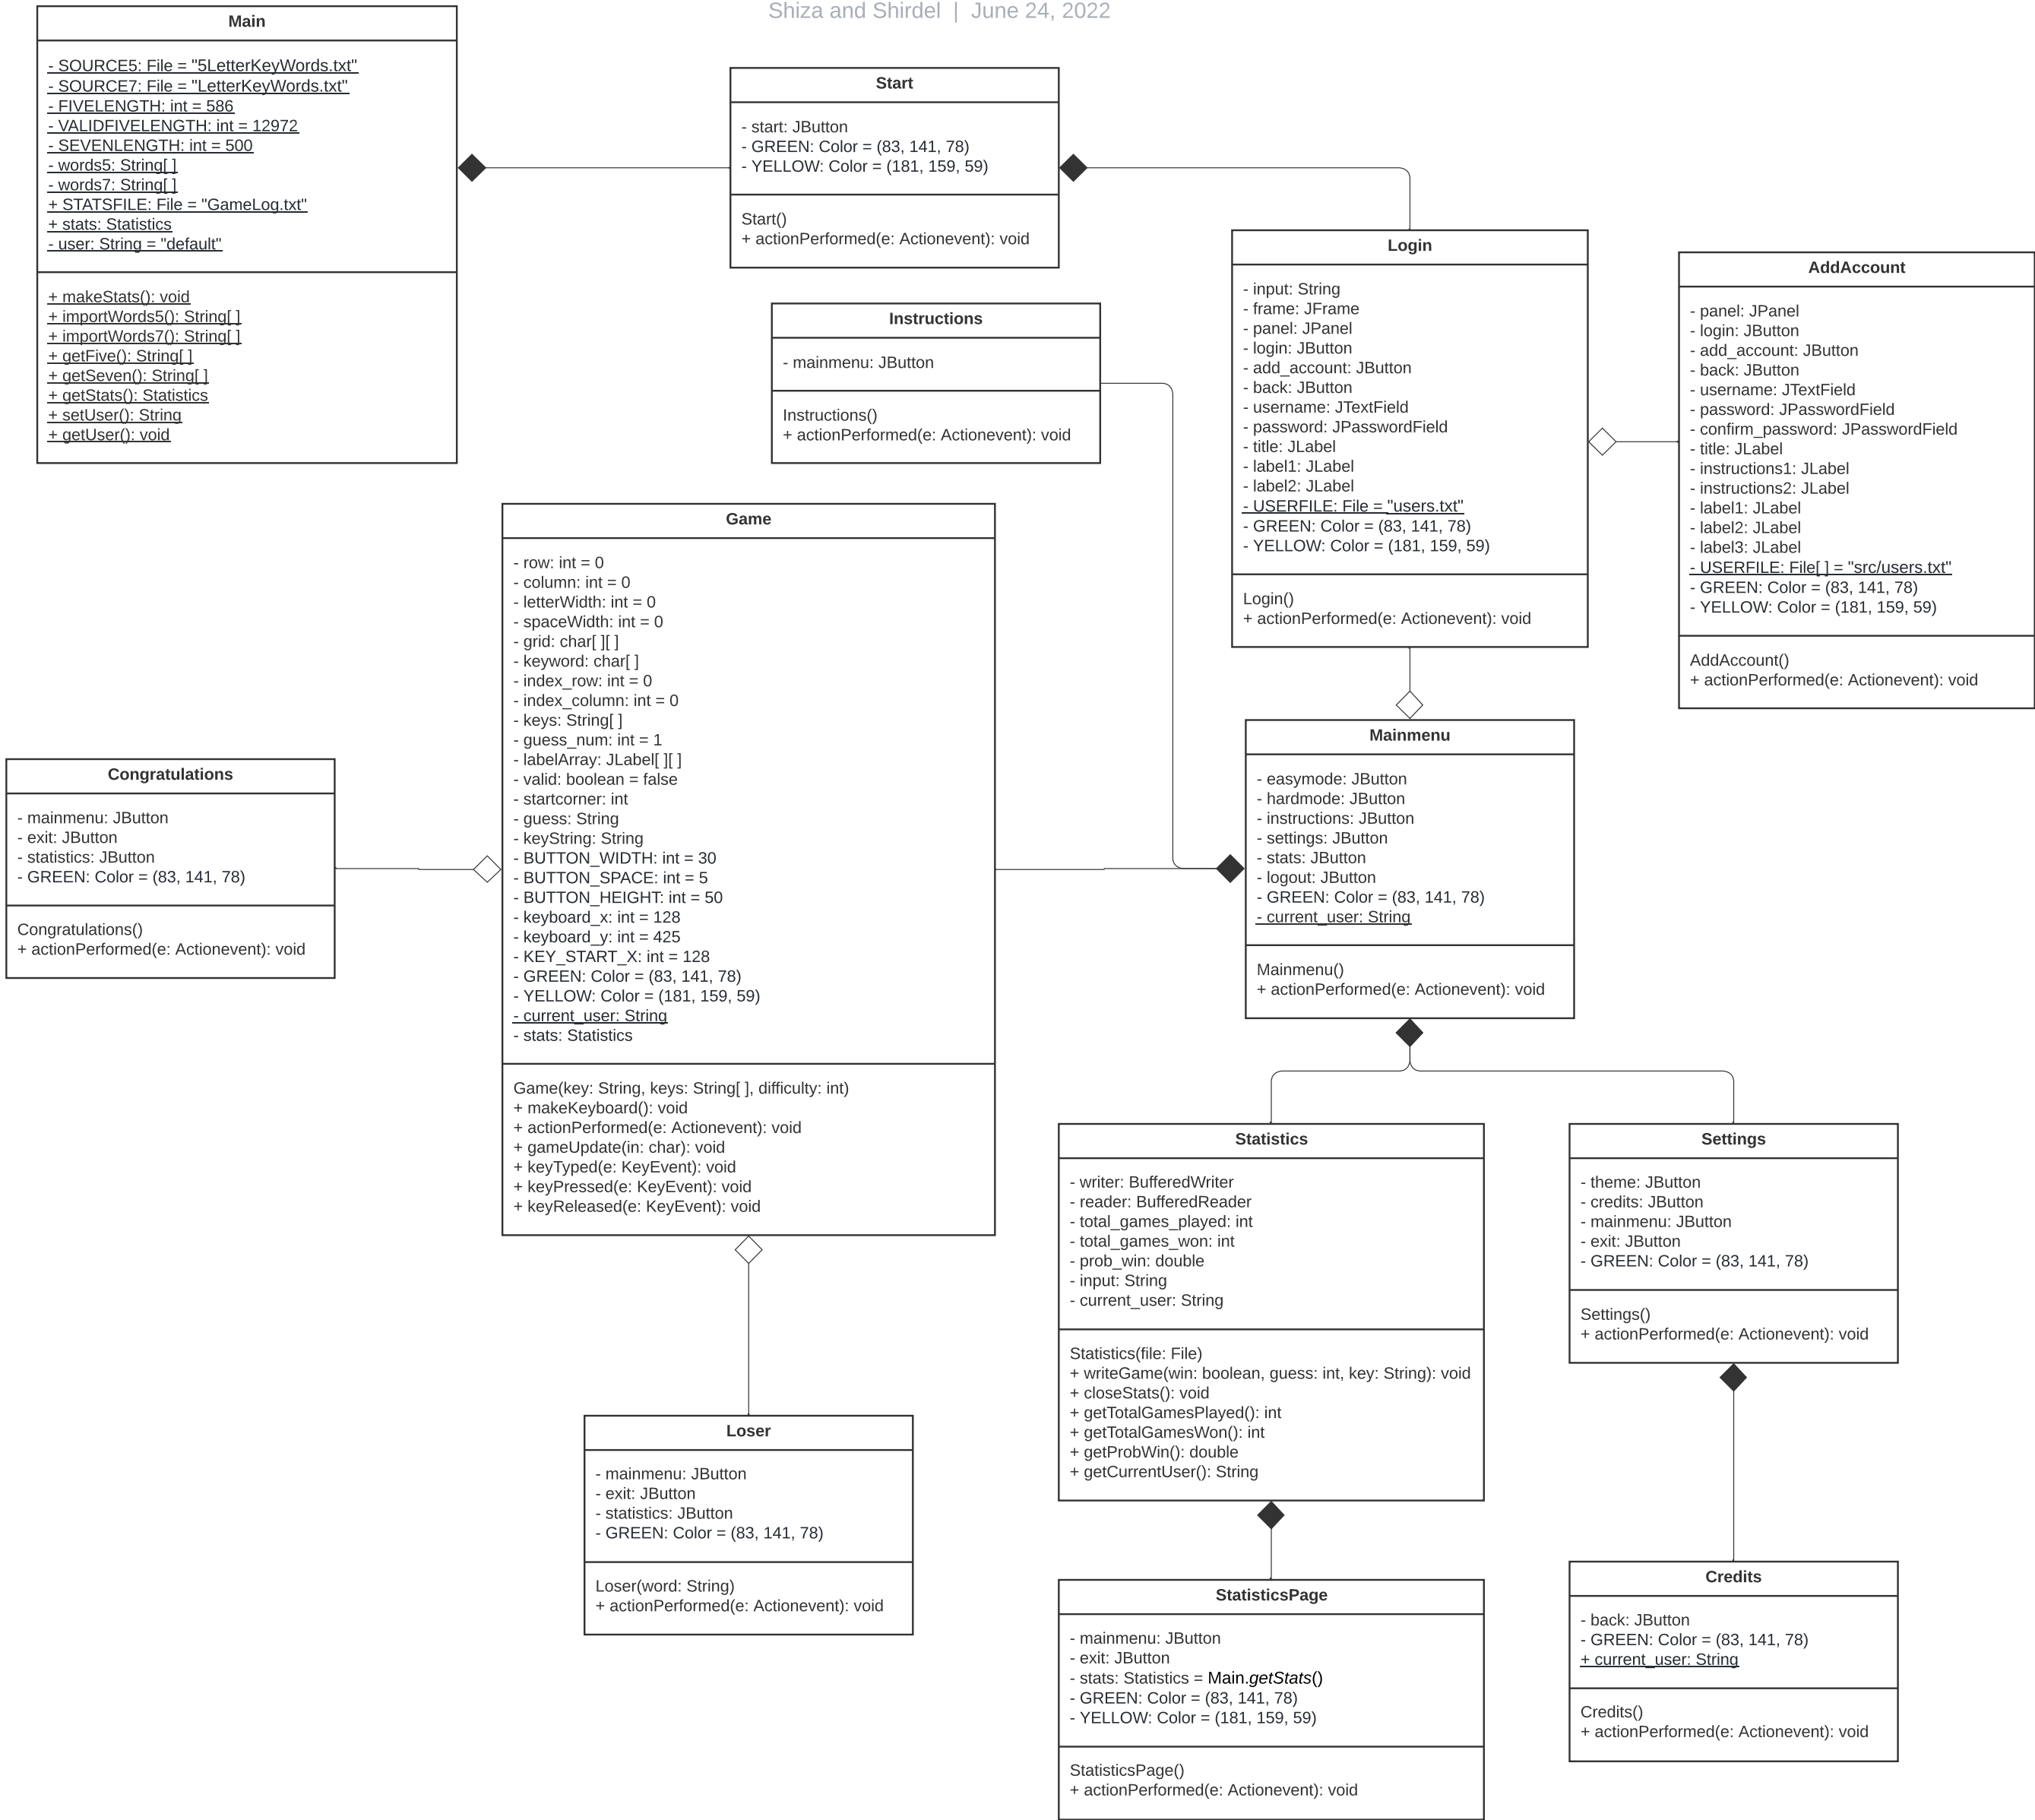 Shiza and Shirdel | June 24, 2022
Main
- SOURCE5: File = "5LetterKeyWords.txt"
- SOURCE7: File = "LetterKeyWords.txt"
- FIVELENGTH: int = 586
- VALIDFIVELENGTH: int = 12972
- SEVENLENGTH: int = 500
- words5: String[ ]
- words7: String[ ]
+ STATSFILE: File = "GameLog.txt"
+ stats: Statistics
- user: String = "default"
+ makeStats(): void
+ importWords5(): String[ ]
+ importWords7(): String[ ]
+ getFive(): String[ ]
+ getSeven(): String[ ]
+ getStats(): Statistics
+ setUser(): String
+ getUser(): void
Start
- start: JButton
- GREEN: Color = (83, 141, 78)
- YELLOW: Color = (181, 159, 59)
Start()
+ actionPerformed(e: Actionevent): void
Login
- input: String
- frame: JFrame
- panel: JPanel
- login: JButton
- add_account: JButton
- back: JButton
- username: JTextField
- password: JPasswordField
- title: JLabel
- label1: JLabel
- label2: JLabel
- USERFILE: File = "users.txt"
- GREEN: Color = (83, 141, 78)
- YELLOW: Color = (181, 159, 59)
Login()
+ actionPerformed(e: Actionevent): void
AddAccount
- panel: JPanel
- login: JButton
- add_account: JButton
- back: JButton
- username: JTextField
- password: JPasswordField
- confirm_password: JPasswordField
- title: JLabel
- instructions1: JLabel
- instructions2: JLabel
- label1: JLabel
- label2: JLabel
- label3: JLabel
- USERFILE: File[ ] = "src/users.txt"
- GREEN: Color = (83, 141, 78)
- YELLOW: Color = (181, 159, 59)
AddAccount()
+ actionPerformed(e: Actionevent): void
Instructions
- mainmenu: JButton
Instructions()
+ actionPerformed(e: Actionevent): void
Game
- row: int = 0
- column: int = 0
- letterWidth: int = 0
- spaceWidth: int = 0
- grid: char[ ][ ]
- keyword: char[ ]
- index_row: int = 0
- index_column: int = 0
- keys: String[ ]
- guess_num: int = 1
- labelArray: JLabel[ ][ ]
- valid: boolean = false
- startcorner: int
- guess: String
- keyString: String
- BUTTON_WIDTH: int = 30
- BUTTON_SPACE: int = 5
- BUTTON_HEIGHT: int = 50
- keyboard_x: int = 128
- keyboard_y: int = 425
- KEY_START_X: int = 128
- GREEN: Color = (83, 141, 78)
- YELLOW: Color = (181, 159, 59)
- current_user: String
- stats: Statistics
Game(key: String, keys: String[ ], difficulty: int)
+ makeKeyboard(): void
+ actionPerformed(e: Actionevent): void
+ gameUpdate(in: char): void
+ keyTyped(e: KeyEvent): void
+ keyPressed(e: KeyEvent): void
+ keyReleased(e: KeyEvent): void
Mainmenu
- easymode: JButton
- hardmode: JButton
- instructions: JButton
- settings: JButton
- stats: JButton
- logout: JButton
- GREEN: Color = (83, 141, 78)
- current_user: String
Mainmenu()
+ actionPerformed(e: Actionevent): void
Congratulations
- mainmenu: JButton
- exit: JButton
- statistics: JButton
- GREEN: Color = (83, 141, 78)
Congratulations()
+ actionPerformed(e: Actionevent): void
Statistics
- writer: BufferedWriter
- reader: BufferedReader
- total_games_played: int
- total_games_won: int
- prob_win: double
- input: String
- current_user: String
Statistics(file: File)
+ writeGame(win: boolean, guess: int, key: String): void
+ closeStats(): void
+ getTotalGamesPlayed(): int
+ getTotalGamesWon(): int
+ getProbWin(): double
+ getCurrentUser(): String
Settings
- theme: JButton
- credits: JButton
- mainmenu: JButton
- exit: JButton
- GREEN: Color = (83, 141, 78)
Settings()
+ actionPerformed(e: Actionevent): void
Loser
- mainmenu: JButton
- exit: JButton
- statistics: JButton
- GREEN: Color = (83, 141, 78)
Loser(word: String)
+ actionPerformed(e: Actionevent): void
StatisticsPage
- mainmenu: JButton
- exit: JButton
- stats: Statistics = Main.getStats()
- GREEN: Color = (83, 141, 78)
- YELLOW: Color = (181, 159, 59)
StatisticsPage()
+ actionPerformed(e: Actionevent): void
Credits
- back: JButton
- GREEN: Color = (83, 141, 78)
+ current_user: String
Credits()
+ actionPerformed(e: Actionevent): void